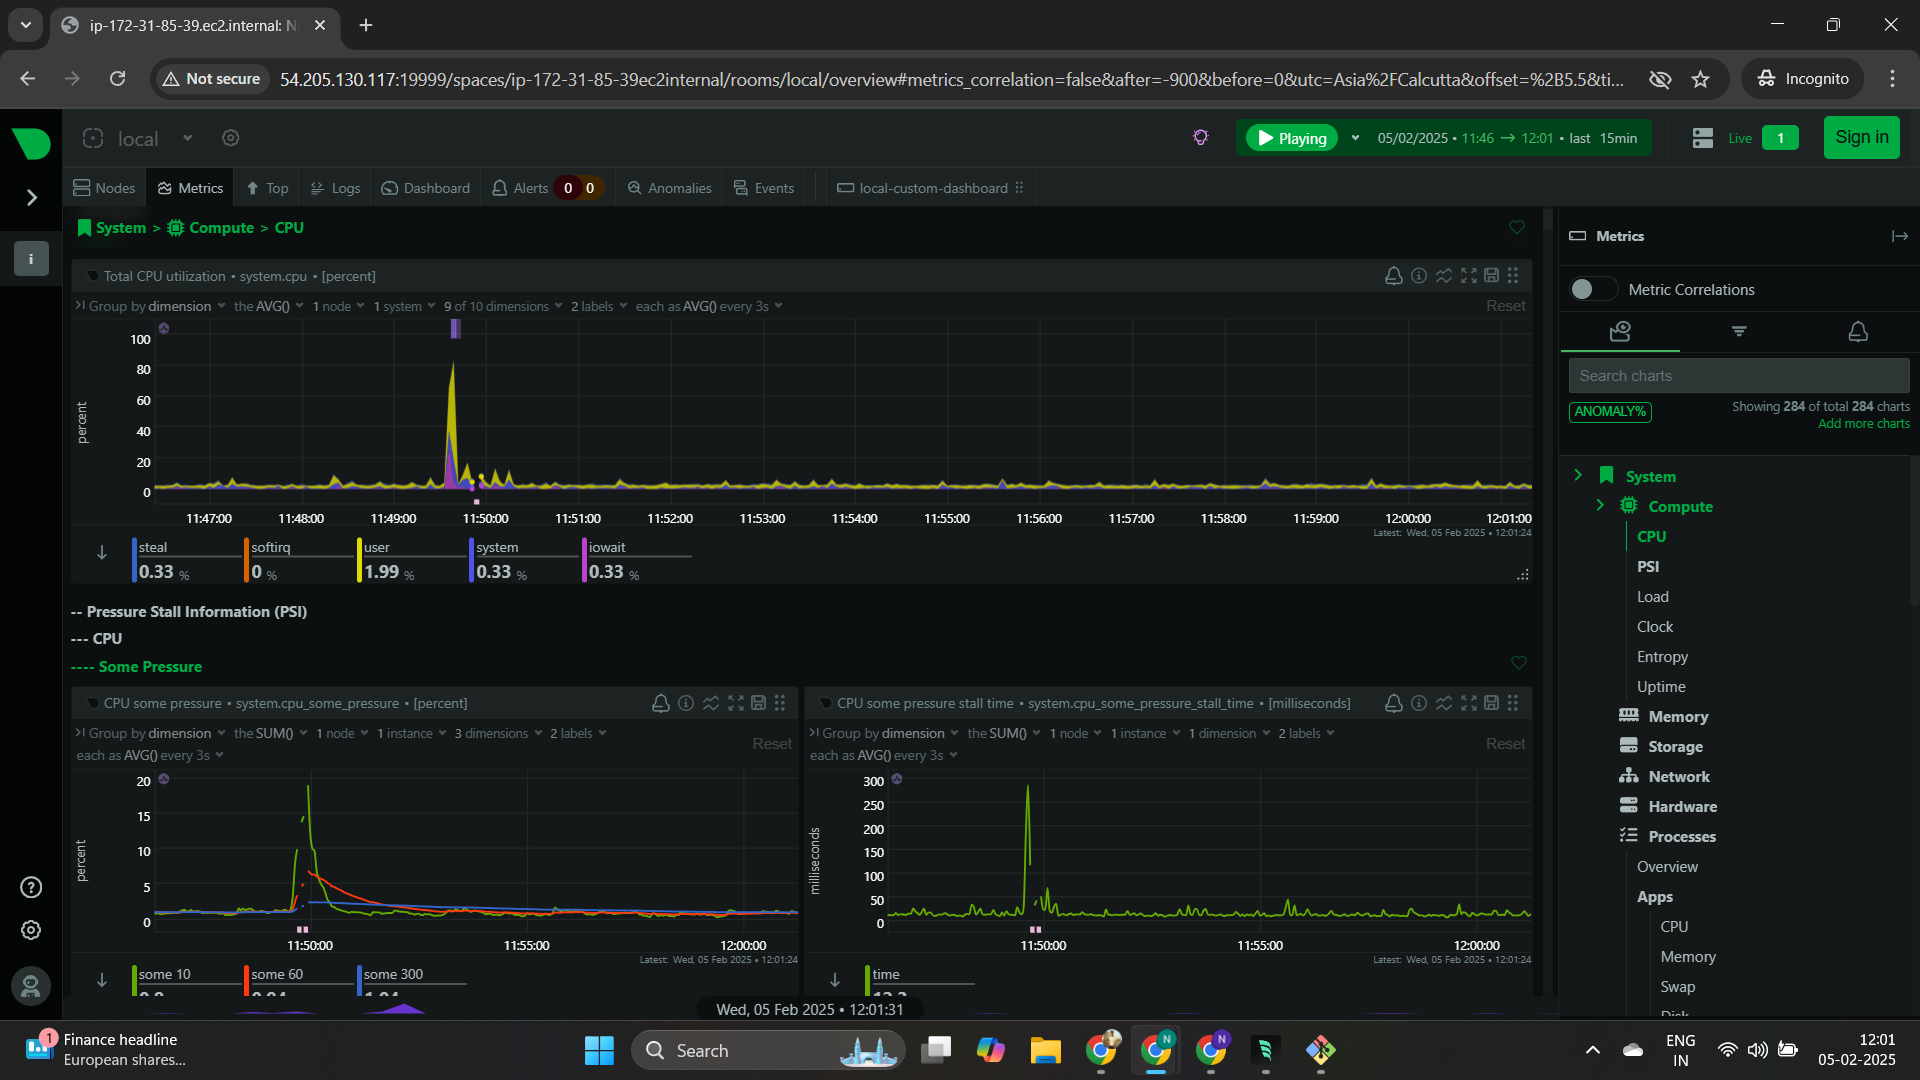 ip-172-31-85-39.ec2.internal: N
Not secure
54.205.130.117:19999/spaces/ip-172-31-85-39ec2internal/rooms/local/overview#metrics_correlation=false&after=-900&before=0&utc=Asia%2FCalcutta&offset=%2B5.5&ti...
Incognito
local
Playing
05/02/2025 • 11:46 → 12:01 • last 15min
Live
1
Sign in
Nodes
Metrics
Top
Logs
Dashboard
Alerts 0 0
Anomalies
Events
local-custom-dashboard
System > Compute > CPU
Total CPU utilization • system.cpu • [percent]
Group by dimension the AVG() 1 node 1 system 9 of 10 dimensions 2 labels each as AVG() every 3s
Reset
percent
100
80
60
40
20
0
11:47:00 11:48:00 11:49:00 11:50:00 11:51:00 11:52:00 11:53:00 11:54:00 11:55:00 11:56:00 11:57:00 11:58:00 11:59:00 12:00:00 12:01:00
Latest: Wed, 05 Feb 2025 • 12:01:24
steal softirq user system iowait
0.33 % 0 % 1.99 % 0.33 % 0.33 %
-- Pressure Stall Information (PSI)
--- CPU
---- Some Pressure
CPU some pressure • system.cpu_some_pressure • [percent]
Group by dimension the SUM() 1 node 1 instance 3 dimensions 2 labels
each as AVG() every 3s
Reset
percent
20
15
10
5
0
11:50:00 11:55:00 12:00:00
Latest: Wed, 05 Feb 2025 • 12:01:24
some 10 some 60 some 300
CPU some pressure stall time • system.cpu_some_pressure_stall_time • [milliseconds]
Group by dimension the SUM() 1 node 1 instance 1 dimension 2 labels
each as AVG() every 3s
Reset
milliseconds
300
250
200
150
100
50
0
11:50:00 11:55:00 12:00:00
Latest: Wed, 05 Feb 2025 • 12:01:24
time
Wed, 05 Feb 2025 • 12:01:31
Metrics
Metric Correlations
Search charts
ANOMALY%
Showing 284 of total 284 charts
Add more charts
System
Compute
CPU
PSI
Load
Clock
Entropy
Uptime
Memory
Storage
Network
Hardware
Processes
Overview
Apps
CPU
Memory
Swap
Disk
1
Finance headline
European shares...
Search
N
N
ENG
IN
12:01
05-02-2025